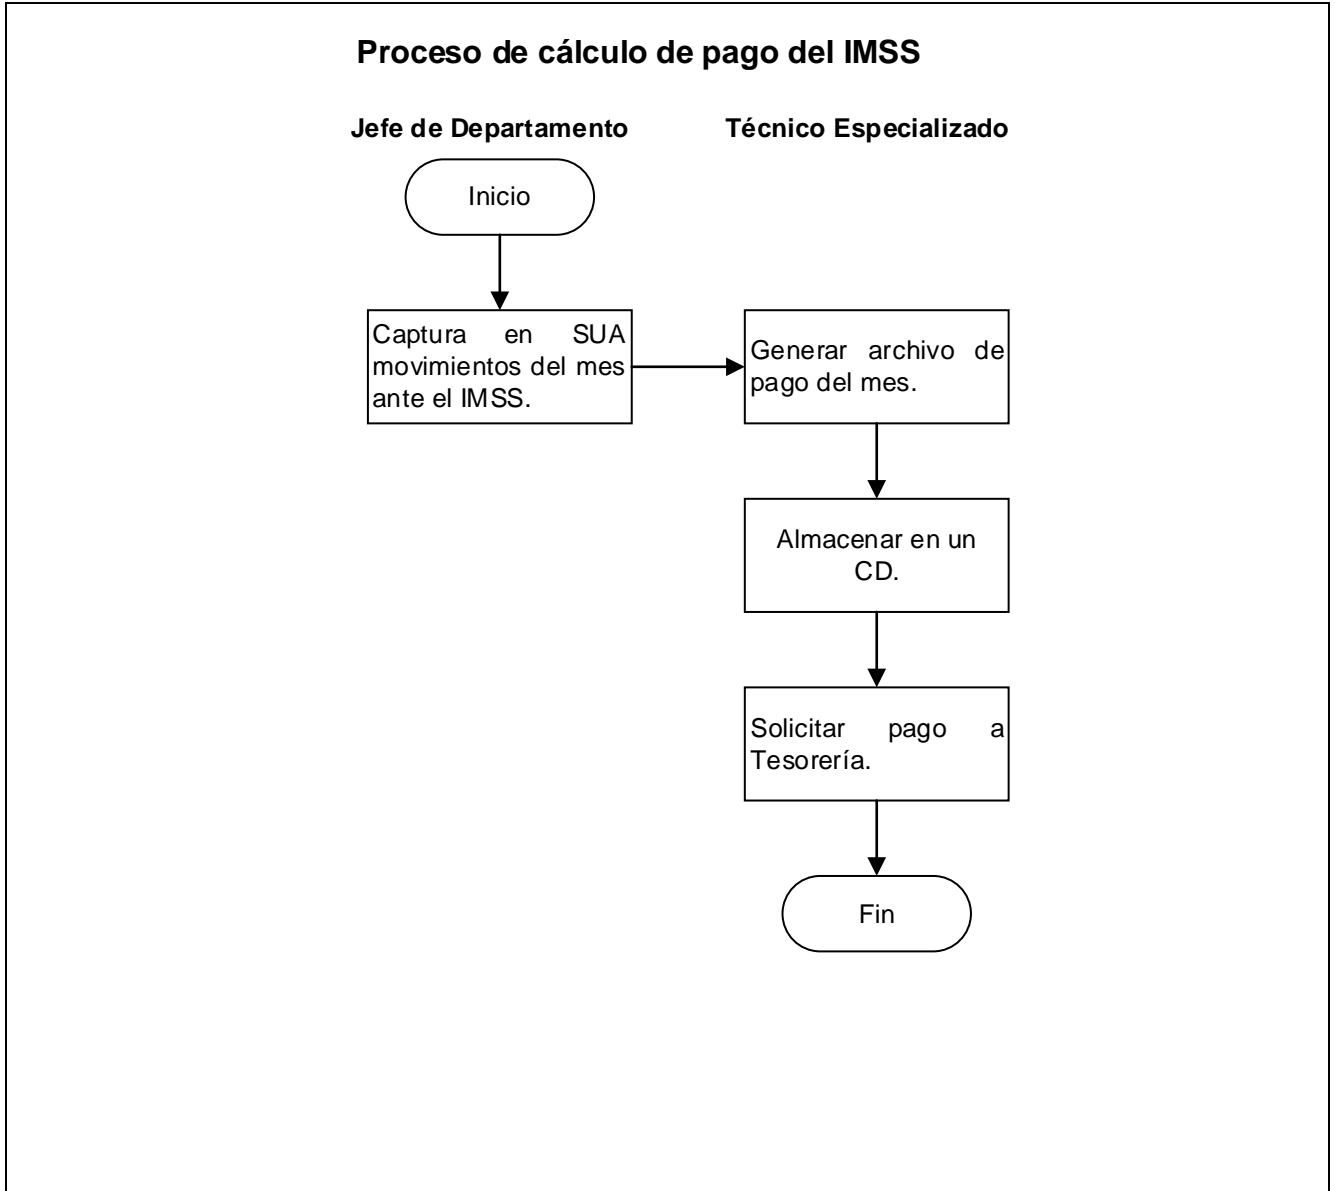 Proceso de cálculo de pago del IMSS
Jefe de Departamento
Técnico Especializado
Inicio
Captura en SUA
movimientos del mes
ante el IMSS.
Generar archivo de
pago del mes.
Almacenar en un
CD.
Solicitar pago a
Tesorería.
Fin